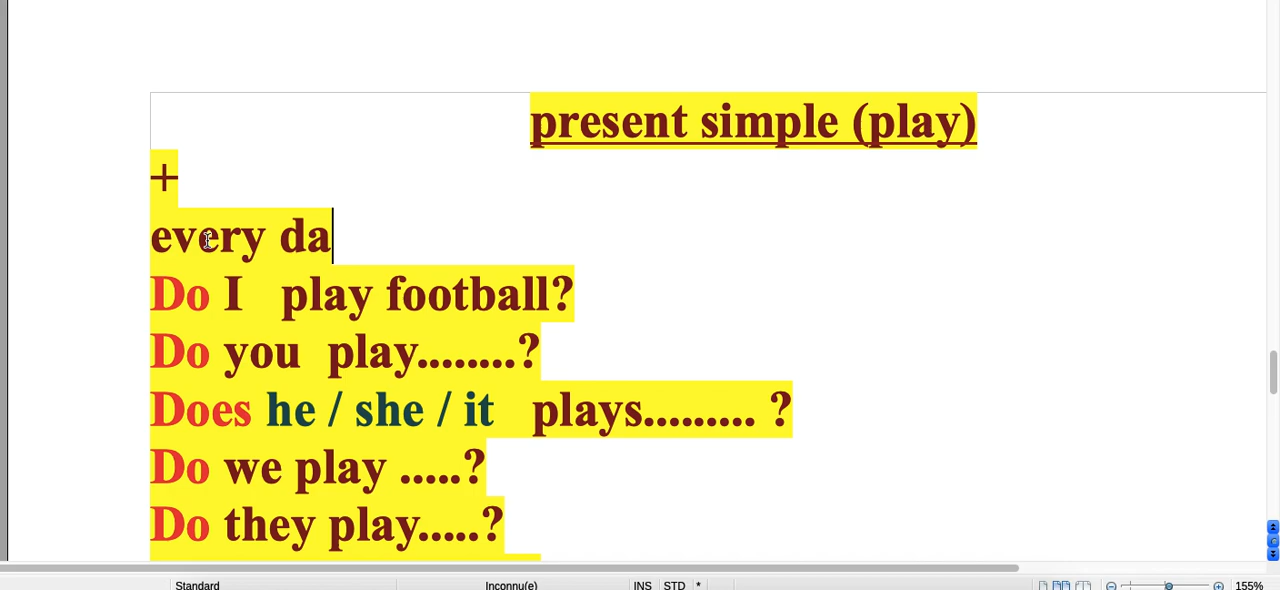 present simple (play)
+
every da
Do I play football?
Do you play........?
Does he / she / it plays......... ?
Do we play .....?
Do they play.....?
Standard Inconnu(e) INS STD * 155%